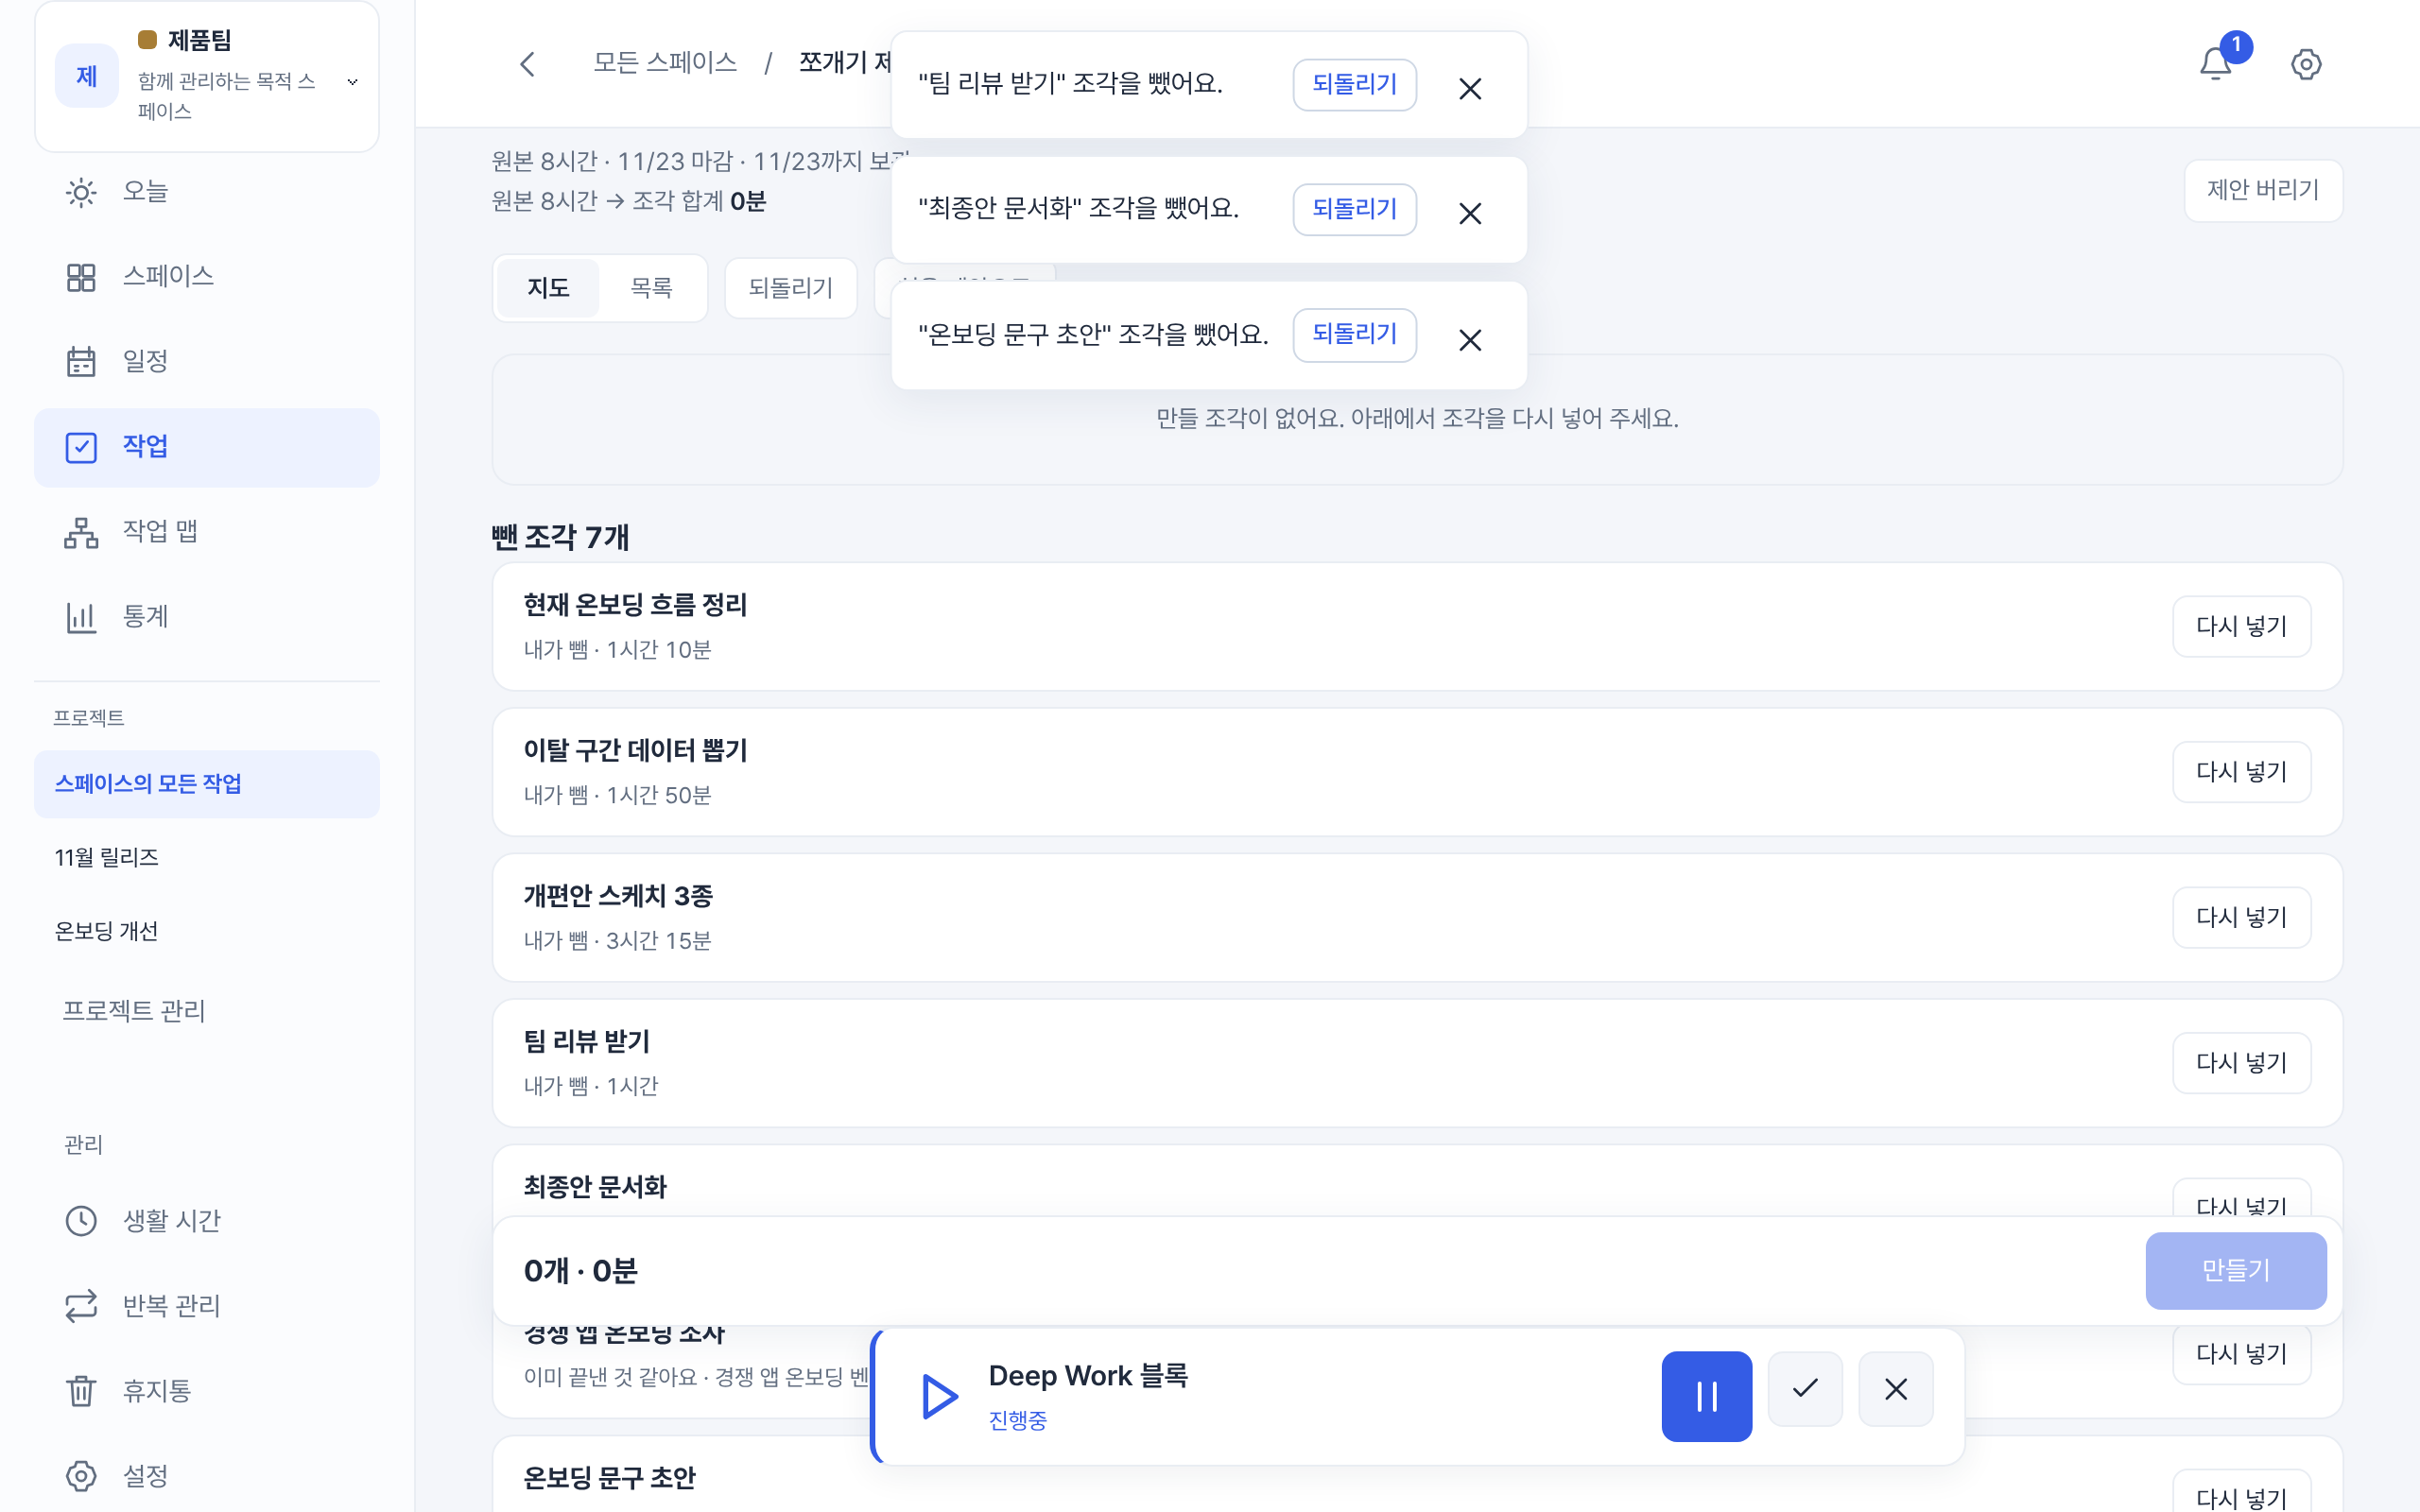 제
제품팀
함께 관리하는 목적 스
페이스
오늘
스페이스
일정
작업
작업 맵
통계
프로젝트
스페이스의 모든 작업
11월 릴리즈
온보딩 개선
프로젝트 관리
관리
생활 시간
반복 관리
휴지통
설정
모든 스페이스 / 쪼개기 제
1
"팀 리뷰 받기" 조각을 뺐어요. 되돌리기
"최종안 문서화" 조각을 뺐어요. 되돌리기
"온보딩 문구 초안" 조각을 뺐어요. 되돌리기
원본 8시간 · 11/23 마감 · 11/23까지
원본 8시간 → 조각 합계 0분
제안 버리기
지도 목록 되돌리기
만들 조각이 없어요. 아래에서 조각을 다시 넣어 주세요.
뺀 조각 7개
현재 온보딩 흐름 정리
내가 뺌 · 1시간 10분
다시 넣기
이탈 구간 데이터 뽑기
내가 뺌 · 1시간 50분
다시 넣기
개편안 스케치 3종
내가 뺌 · 3시간 15분
다시 넣기
팀 리뷰 받기
내가 뺌 · 1시간
다시 넣기
최종안 문서화
다시 넣기
0개 · 0분
만들기
경쟁 앱 온보딩 조사
이미 끝낸 것 같아요 · 경쟁 앱 온보딩 벤
다시 넣기
Deep Work 블록
진행중
온보딩 문구 초안
다시 넣기